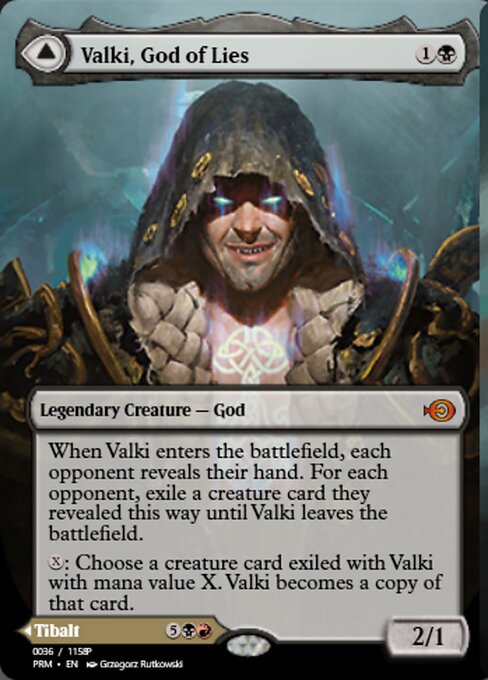 Valki, God of Lies 1
Legendary Creature — God
When Valki enters the battlefield, each
opponent reveals their hand. For each
opponent, exile a creature card they
revealed this way until Valki leaves the
battlefield.
X: Choose a creature card exiled with Valki
with mana value X. Valki becomes a copy of
that card.
Tibalt 5
2/1
0036 / 1158P
PRM • EN Grzegorz Rutkowski